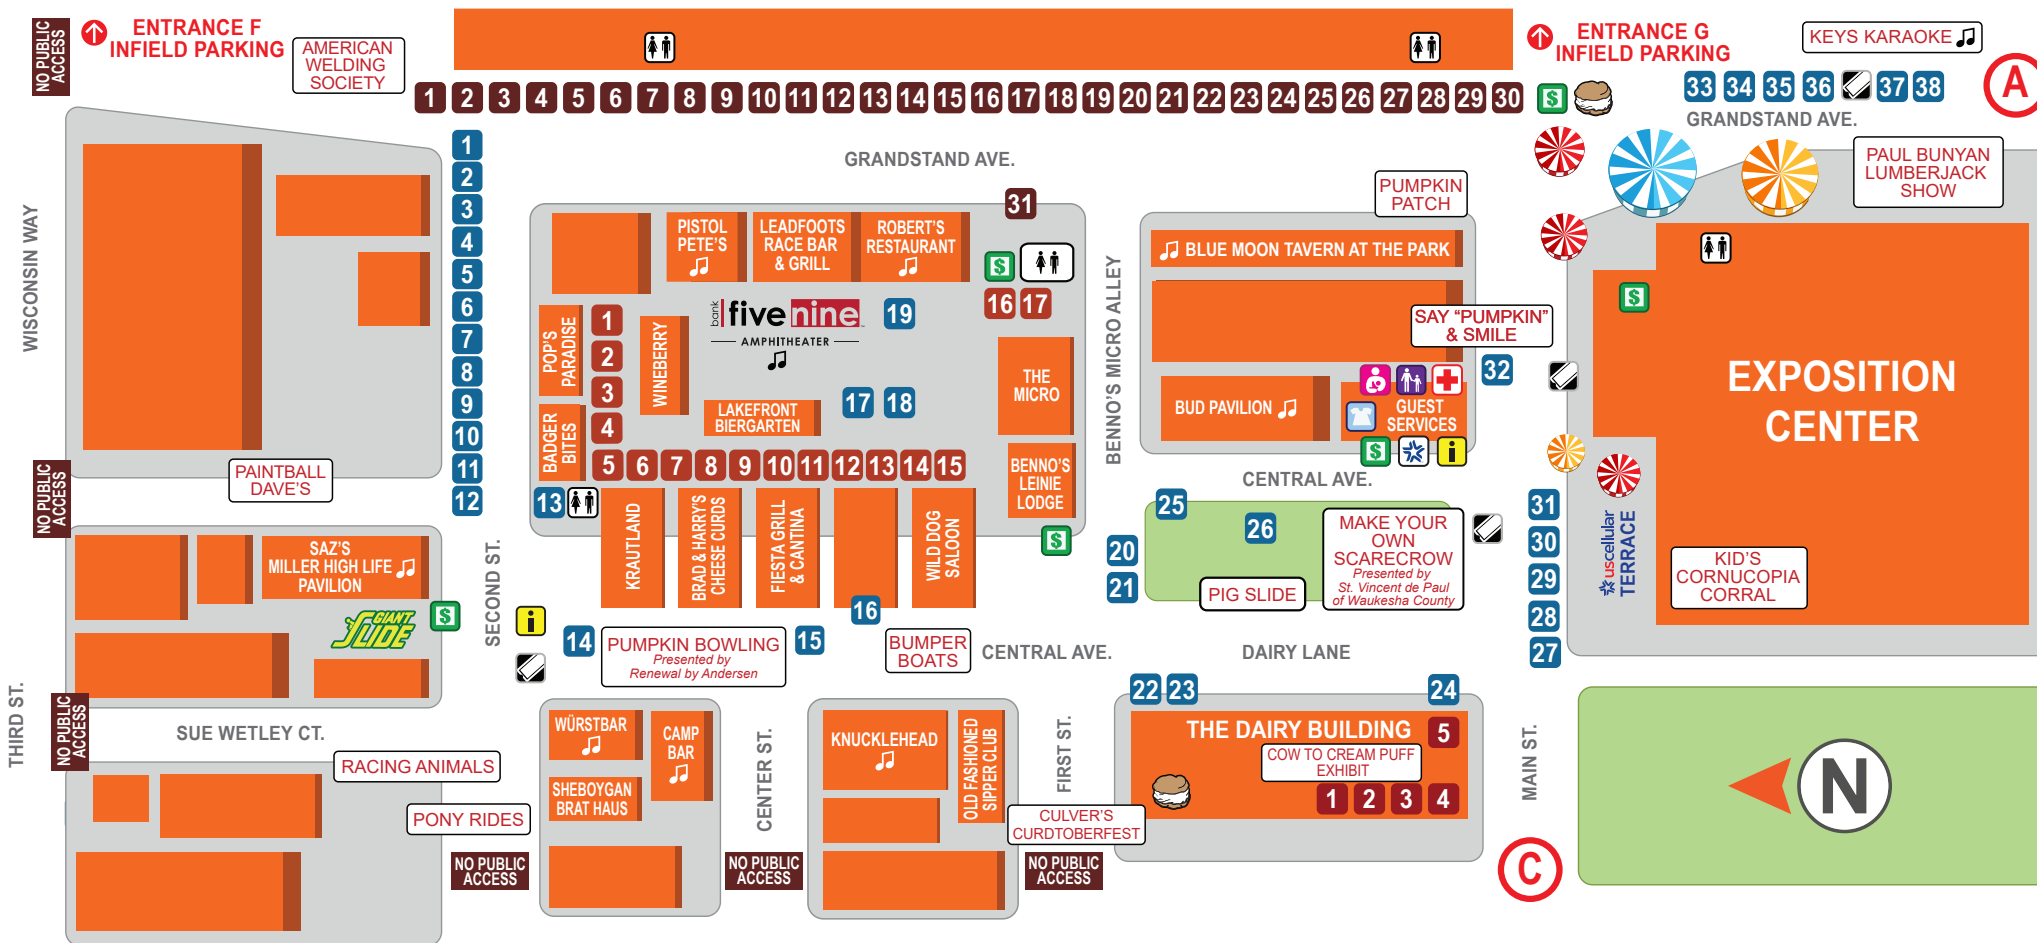 NO PUBLIC
ACCESS
ENTRANCE F
INFIELD PARKING
AMERICAN
WELDING
SOCIETY
ENTRANCE G
INFIELD PARKING
KEYS KARAOKE
A
1 2 3 4 5 6 7 8 9 10 11 12 13 14 15 16 17 18 19 20 21 22 23 24 25 26 27 28 29 30
$
33 34 35 36 37 38
GRANDSTAND AVE.
GRANDSTAND AVE.
WISCONSIN WAY
1
2
3
4
5
6
7
8
9
10
11
12
PAINTBALL
DAVE'S
NO PUBLIC
ACCESS
31
PISTOL
PETE'S
LEADFOOTS
RACE BAR
& GRILL
ROBERT'S
RESTAURANT
$
16 17
POP'S
PARADISE
BADGER
BITES
1
2
3
4
WINEBERRY
bank
five nine
AMPHITHEATER
19
17 18
LAKEFRONT
BIERGARTEN
THE
MICRO
BENNO'S
LEINIE
LODGE
5 6 7 8 9 10 11 12 13 14 15
13
KRAUTLAND
BRAD & HARRY'S
CHEESE CURDS
FIESTA GRILL
& CANTINA
WILD DOG
SALOON
$
16
BENNO'S MICRO ALLEY
PUMPKIN
PATCH
BLUE MOON TAVERN AT THE PARK
SAY "PUMPKIN"
& SMILE
32
BUD PAVILION
GUEST
SERVICES
$
i
CENTRAL AVE.
PAUL BUNYAN
LUMBERJACK
SHOW
$
EXPOSITION
CENTER
uscellular
TERRACE
KID'S
CORNUCOPIA
CORRAL
31
30
29
28
27
20
21
25
26
MAKE YOUR
OWN
SCARECROW
Presented by
St. Vincent de Paul
of Waukesha County
PIG SLIDE
SAZ'S
MILLER HIGH LIFE
PAVILION
GIANT
SLIDE
$
SECOND ST.
i
14
PUMPKIN BOWLING
Presented by
Renewal by Andersen
15
BUMPER
BOATS
CENTRAL AVE.
DAIRY LANE
THIRD ST.
NO PUBLIC
ACCESS
SUE WETLEY CT.
RACING ANIMALS
PONY RIDES
NO PUBLIC
ACCESS
WÜRSTBAR
CAMP
BAR
SHEBOYGAN
BRAT HAUS
CENTER ST.
NO PUBLIC
ACCESS
KNUCKLEHEAD
OLD FASHIONED
SIPPER CLUB
FIRST ST.
CULVER'S
CURDTOBERFEST
NO PUBLIC
ACCESS
22 23
24
THE DAIRY BUILDING
5
COW TO CREAM PUFF
EXHIBIT
1 2 3 4
MAIN ST.
C
N